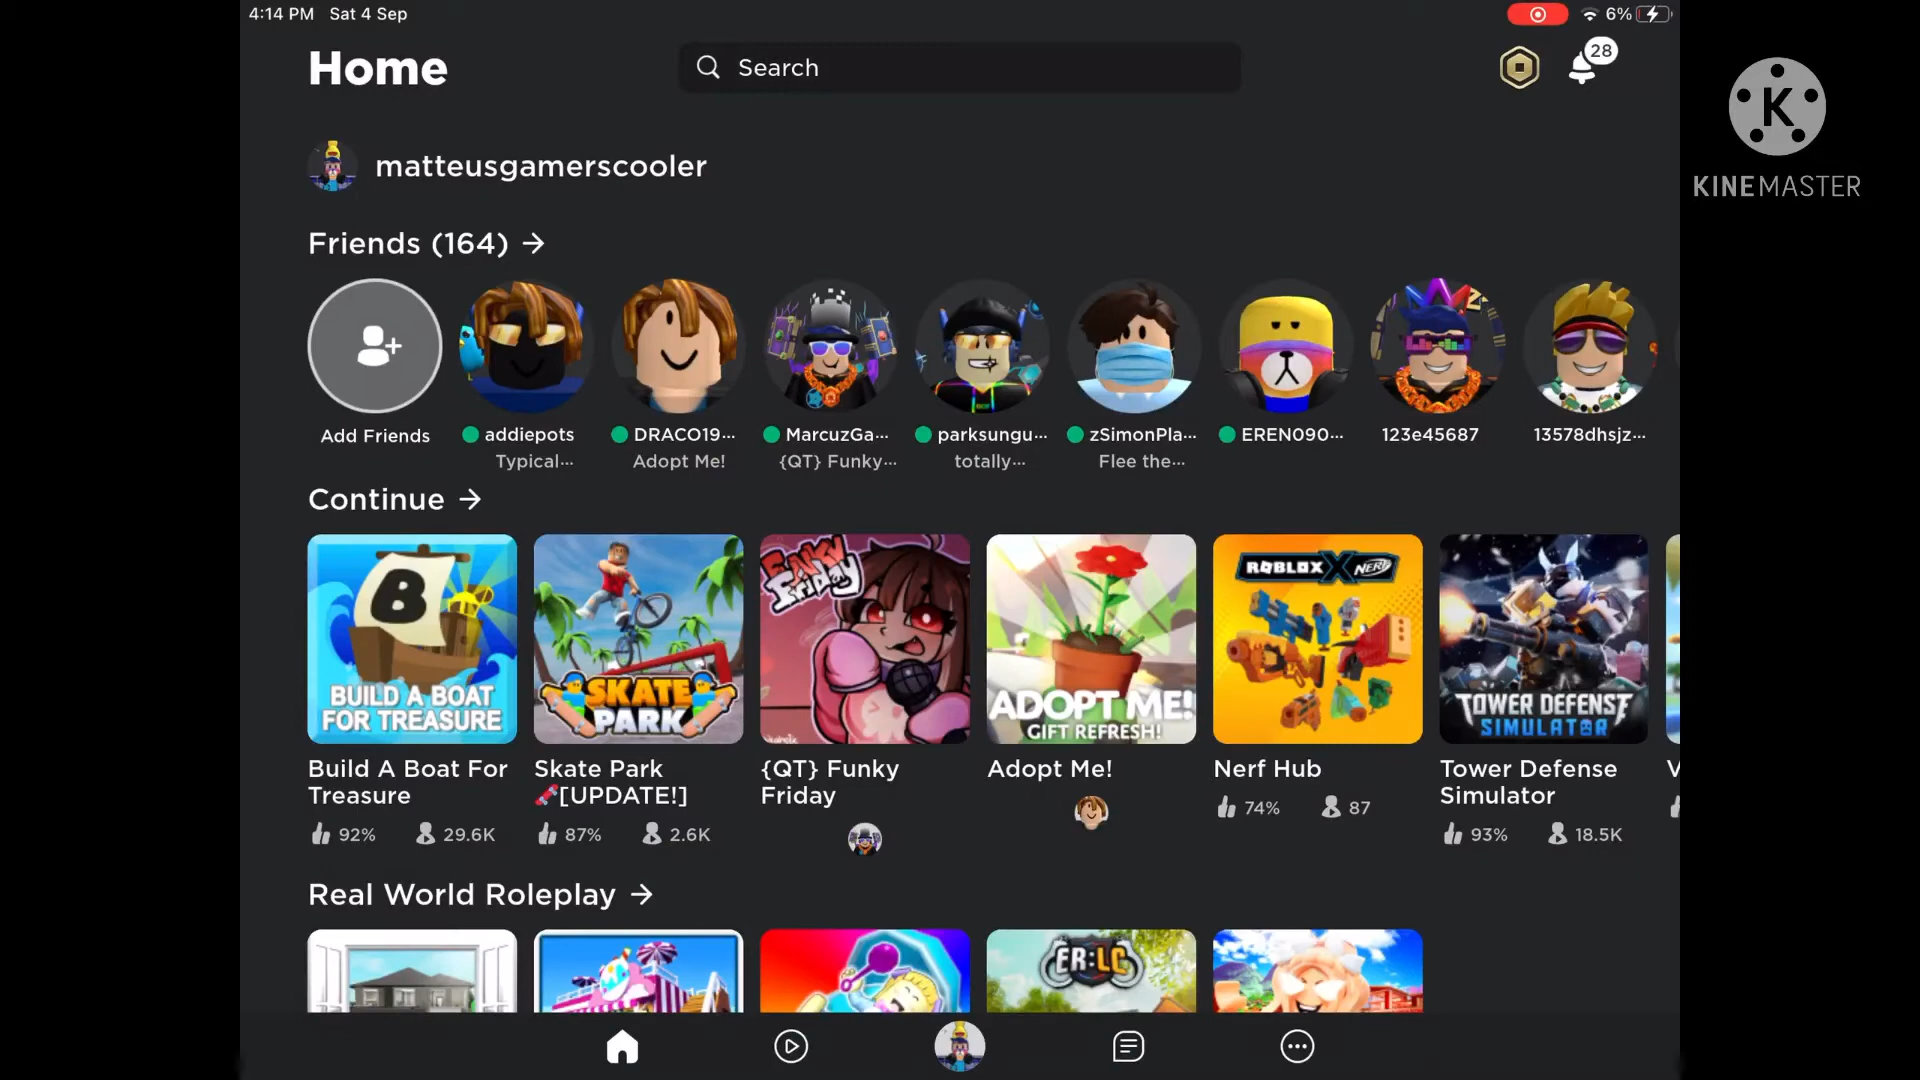 4:14 PM Sat 4 Sep
6%
Home
Search
28
K
KINEMASTER
matteusgamerscooler
Friends (164) →
Add Friends
addiepots
DRACO19...
MarcuzGa...
parksungu...
zSimonPla...
EREN090...
123e45687
13578dhsjz...
Typical...
Adopt Me!
{QT} Funky...
totally...
Flee the...
Continue →
B
BUILD A BOAT
FOR TREASURE
SKATE
PARK
FUNKY
FRIDAY
ADOPT ME!
GIFT REFRESH!
ROBLOX X NERF
TOWER DEFENSE
SIMULATOR
Build A Boat For
Treasure
92% 29.6K
Skate Park
[UPDATE!]
87% 2.6K
{QT} Funky
Friday
Adopt Me!
Nerf Hub
74% 87
Tower Defense
Simulator
93% 18.5K
V
Real World Roleplay →
ER:LC